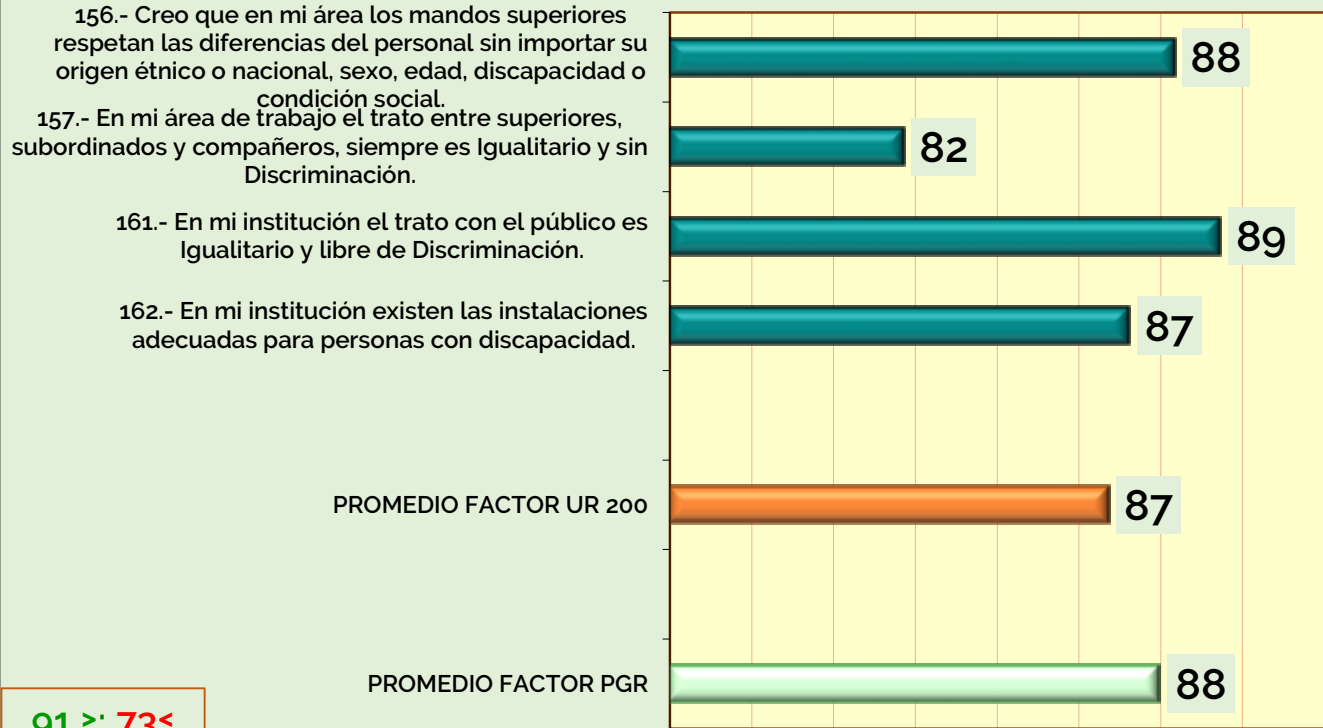 156.- Creo que en mi área los mandos superiores
respetan las diferencias del personal sin importar su
origen étnico o nacional, sexo, edad, discapacidad o
condición social.
88
157.- En mi área de trabajo el trato entre superiores,
subordinados y compañeros, siempre es Igualitario y sin
Discriminación.
82
161.- En mi institución el trato con el público es
Igualitario y libre de Discriminación.
89
162.- En mi institución existen las instalaciones
adecuadas para personas con discapacidad.
87
PROMEDIO FACTOR UR 200
87
PROMEDIO FACTOR PGR
88
91 ≥; 73≤